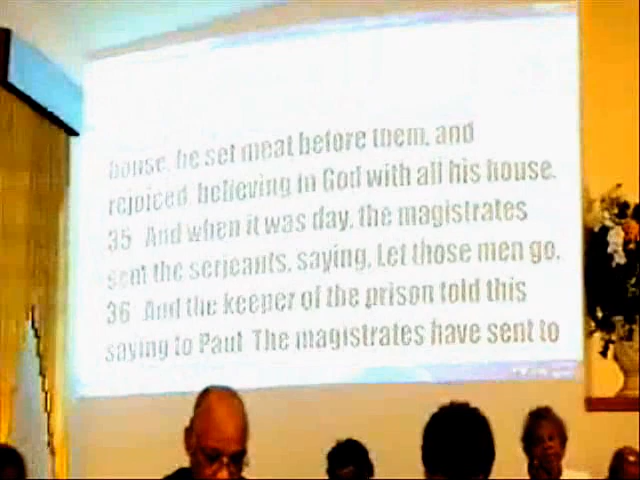 house, he set meat before them, and
rejoiced, believing in God with all his house.
35 And when it was day, the magistrates
sent the serjeants, saying, Let those men go.
36 And the keeper of the prison told this
saying to Paul, The magistrates have sent to